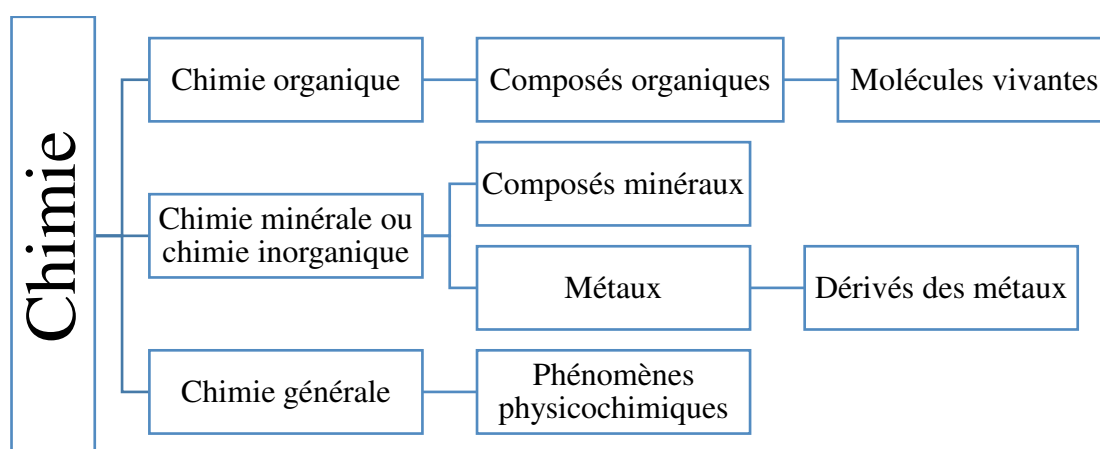 Chimie
Chimie organique
Composés organiques
Molécules vivantes
Chimie minérale ou
chimie inorganique
Composés minéraux
Métaux
Dérivés des métaux
Chimie générale
Phénomènes
physicochimiques